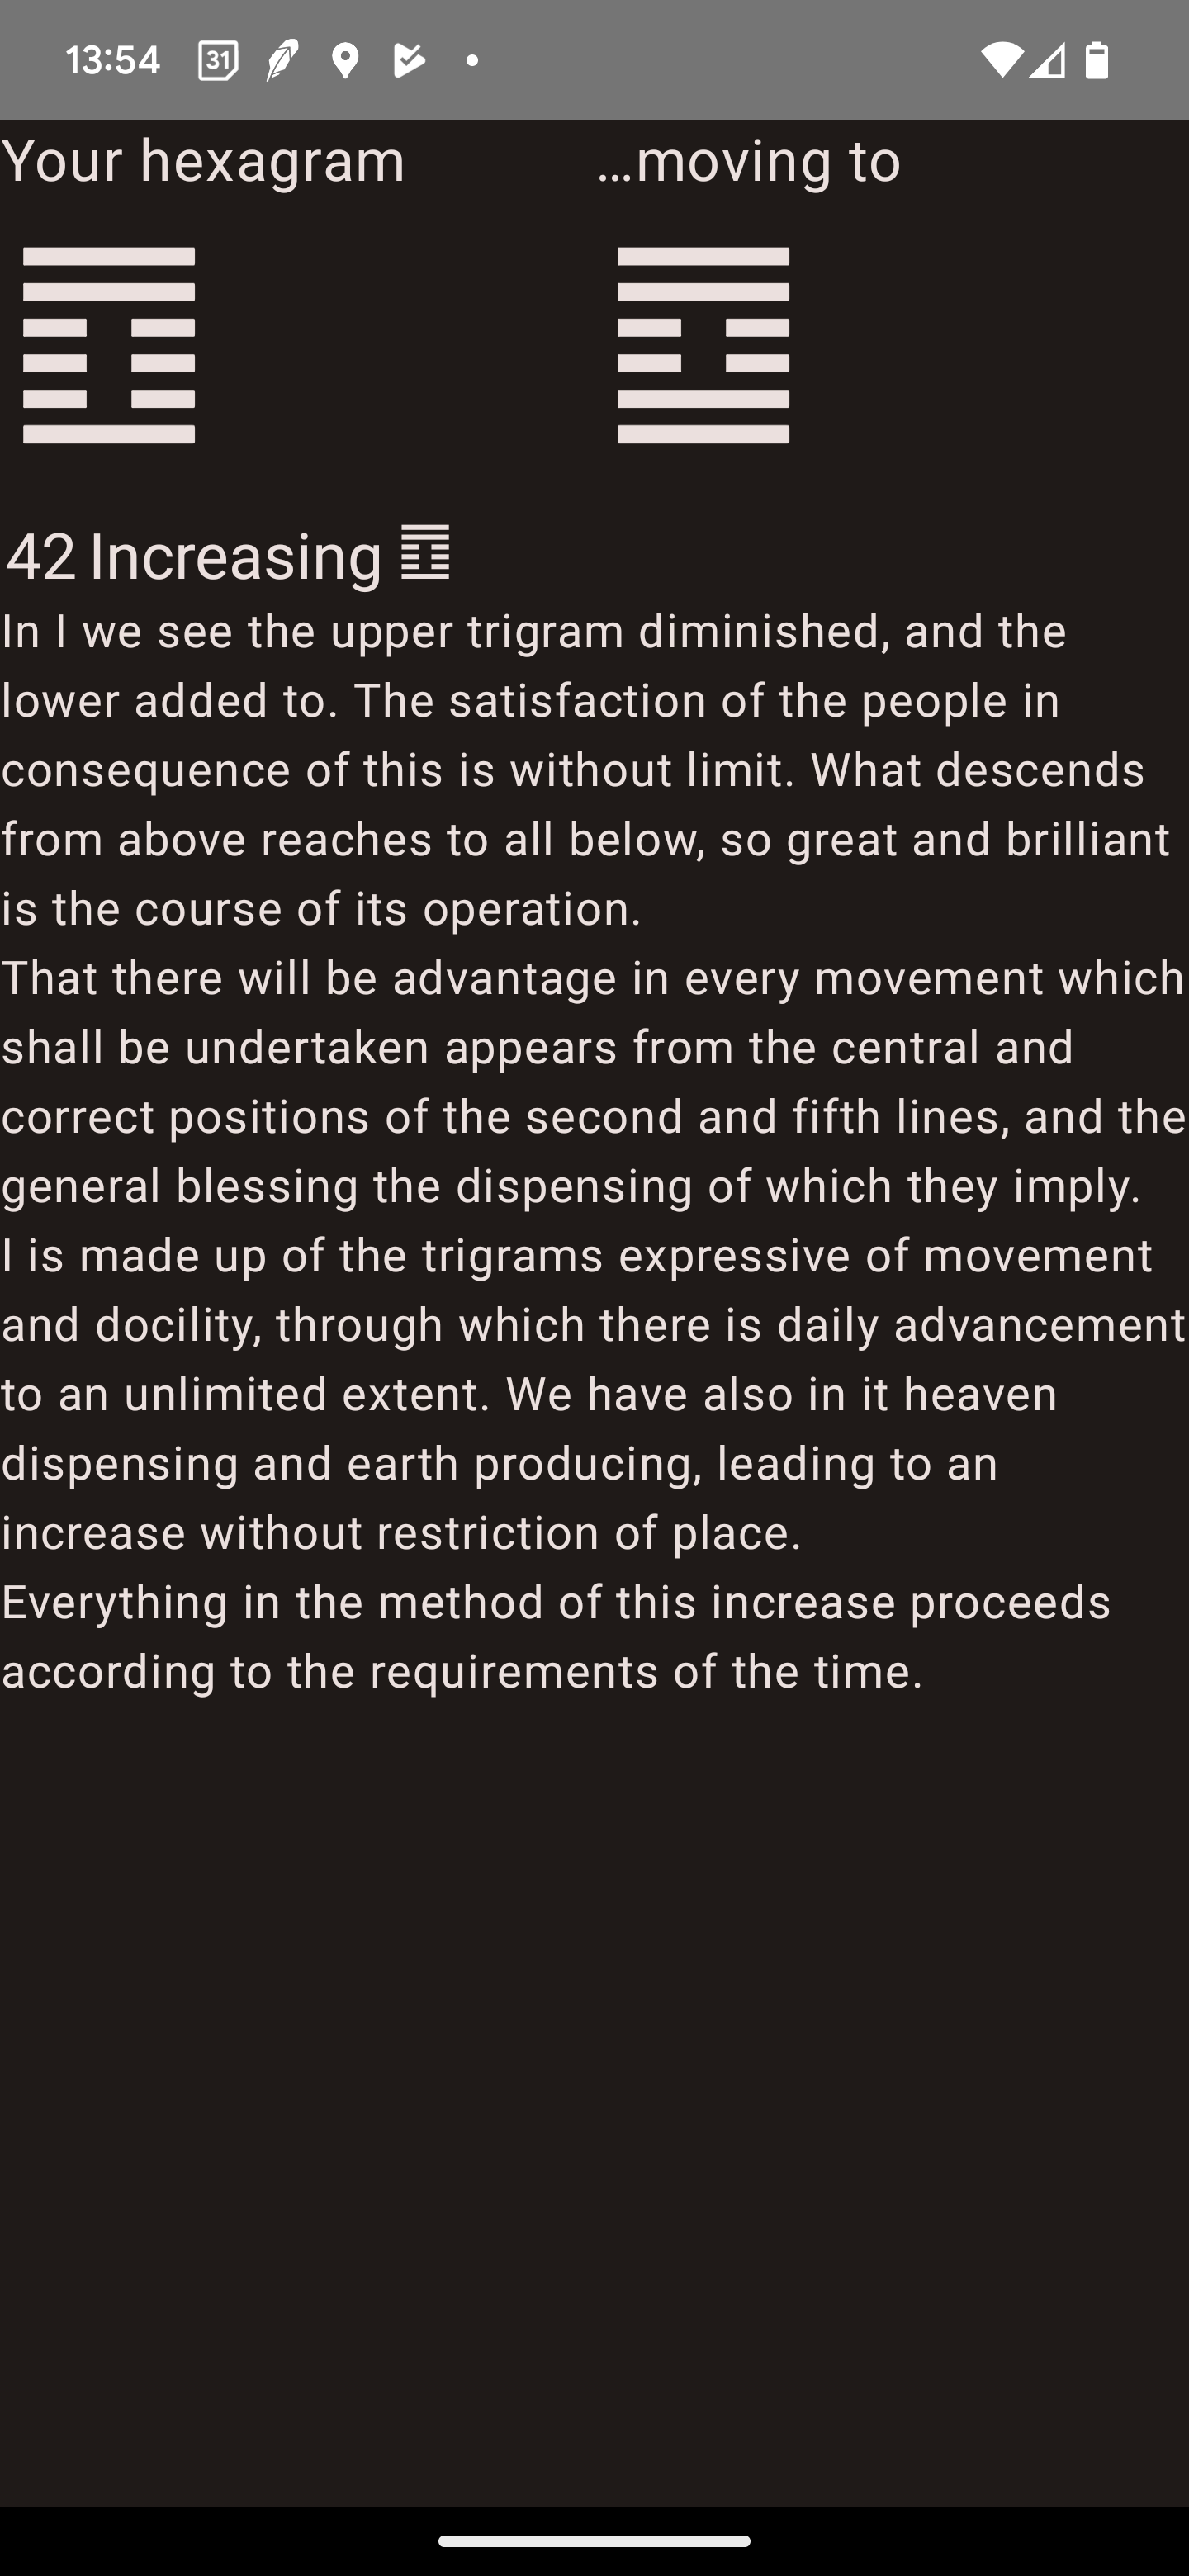 13:54 31
Your hexagram …moving to
42 Increasing ䷩
In I we see the upper trigram diminished, and the
lower added to. The satisfaction of the people in
consequence of this is without limit. What descends
from above reaches to all below, so great and brilliant
is the course of its operation.
That there will be advantage in every movement which
shall be undertaken appears from the central and
correct positions of the second and fifth lines, and the
general blessing the dispensing of which they imply.
I is made up of the trigrams expressive of movement
and docility, through which there is daily advancement
to an unlimited extent. We have also in it heaven
dispensing and earth producing, leading to an
increase without restriction of place.
Everything in the method of this increase proceeds
according to the requirements of the time.